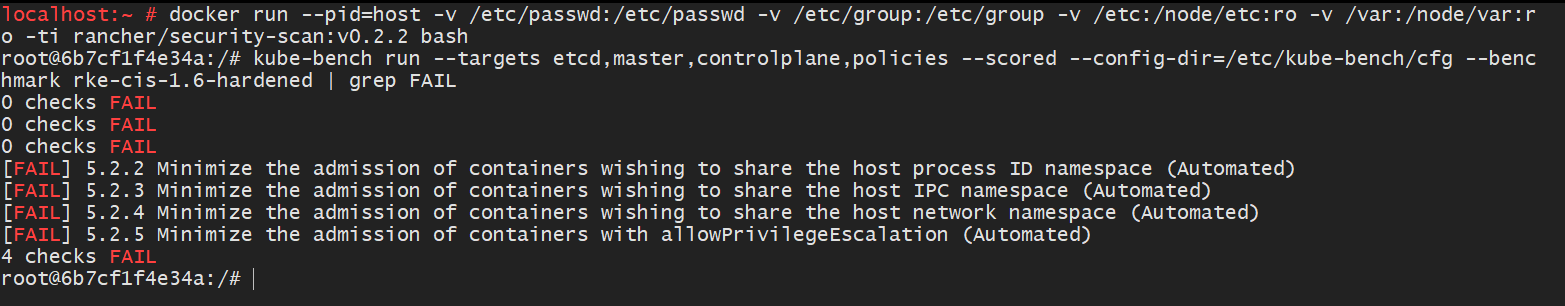 localhost:~ # docker run --pid=host -v /etc/passwd:/etc/passwd -v /etc/group:/etc/group -v /etc:/node/etc:ro -v /var:/node/var:r
o -ti rancher/security-scan:v0.2.2 bash
root@6b7cf1f4e34a:/# kube-bench run --targets etcd,master,controlplane,policies --scored --config-dir=/etc/kube-bench/cfg --benc
hmark rke-cis-1.6-hardened | grep FAIL
0 checks FAIL
0 checks FAIL
0 checks FAIL
[FAIL] 5.2.2 Minimize the admission of containers wishing to share the host process ID namespace (Automated)
[FAIL] 5.2.3 Minimize the admission of containers wishing to share the host IPC namespace (Automated)
[FAIL] 5.2.4 Minimize the admission of containers wishing to share the host network namespace (Automated)
[FAIL] 5.2.5 Minimize the admission of containers with allowPrivilegeEscalation (Automated)
4 checks FAIL
root@6b7cf1f4e34a:/#